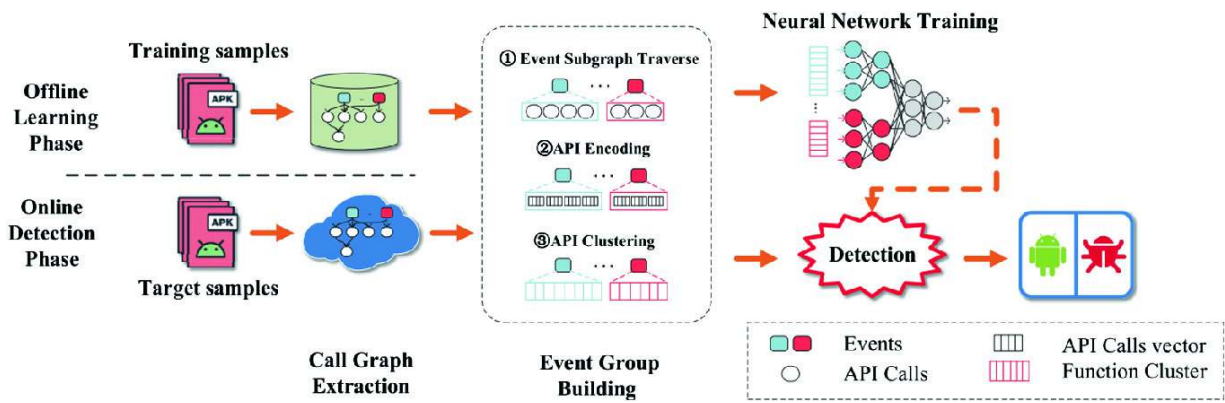 Training samples
APK
Offline
Learning
Phase
Online
Detection
Phase
APK
Target samples
Call Graph
Extraction
① Event Subgraph Traverse
②API Encoding
③API Clustering
Event Group
Building
Neural Network Training
Detection
Events
API Calls
API Calls vector
Function Cluster